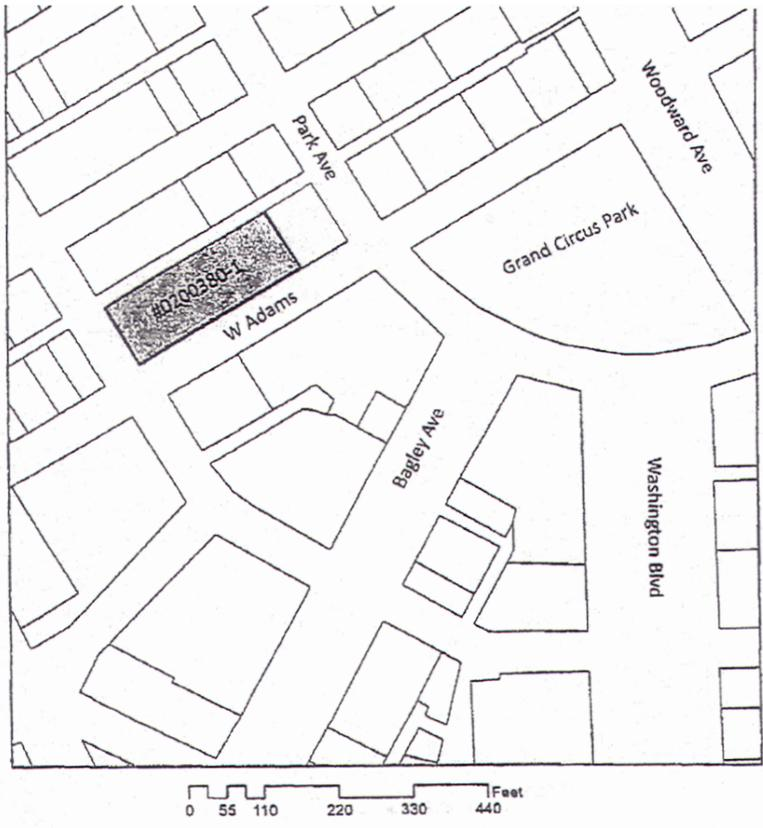 Woodward Ave
Park Ave
Grand Circus Park
#0200380-1
W Adams
Bagley Ave
Washington Blvd
Feet
0 55 110 220 330 440